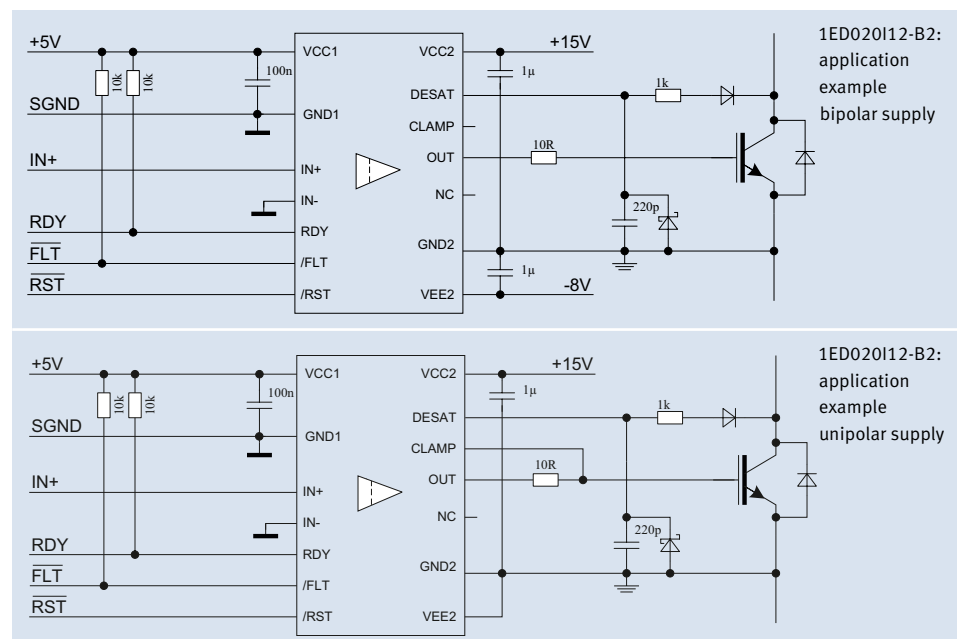 1ED020I12-B2:
application
example
bipolar supply
+5V
10k
10k
100n
SGND
IN+
RDY
FLT
RST
VCC1
GND1
IN+
IN-
RDY
/FLT
/RST
VCC2
DESAT
CLAMP
OUT
NC
GND2
VEE2
+15V
1µ
1k
10R
220p
1µ
-8V
1ED020I12-B2:
application
example
unipolar supply
+5V
10k
10k
100n
SGND
IN+
RDY
FLT
RST
VCC1
GND1
IN+
IN-
RDY
/FLT
/RST
VCC2
DESAT
CLAMP
OUT
NC
GND2
VEE2
+15V
1µ
1k
10R
220p